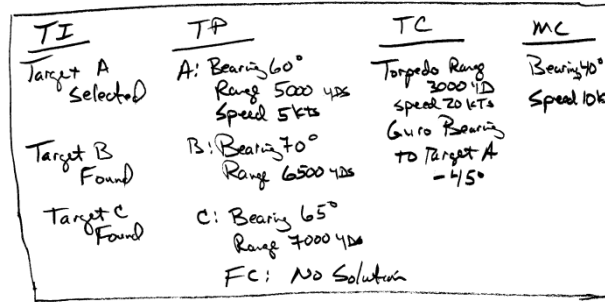 TI
Target A
Selected
Target B
Found
Target C
Found
TP
A: Bearing 60°
Range 5000 YDS
Speed 5 kts
B: Bearing 70°
Range 6500 YDS
C: Bearing 65°
Range 7000 YDS
FC: No Solution
TC
Torpedo Range
3000 YD
speed 20 KTS
Gyro Bearing
to Target A
-45°
MC
Bearing 40°
Speed 10k